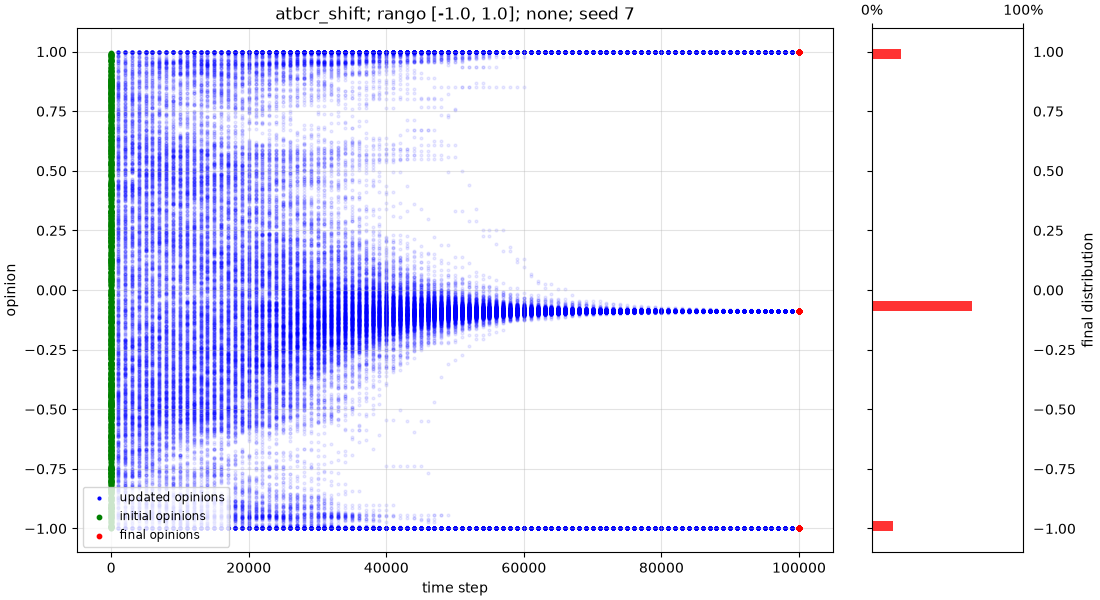 atbcr_shift; rango [-1.0, 1.0]; none; seed 7
0% 100%
1.00
0.75
0.50
0.25
0.00
−0.25
−0.50
−0.75
−1.00
opinion
updated opinions
initial opinions
final opinions
0 20000 40000 60000 80000 100000
time step
1.00
0.75
0.50
0.25
0.00
−0.25
−0.50
−0.75
−1.00
final distribution